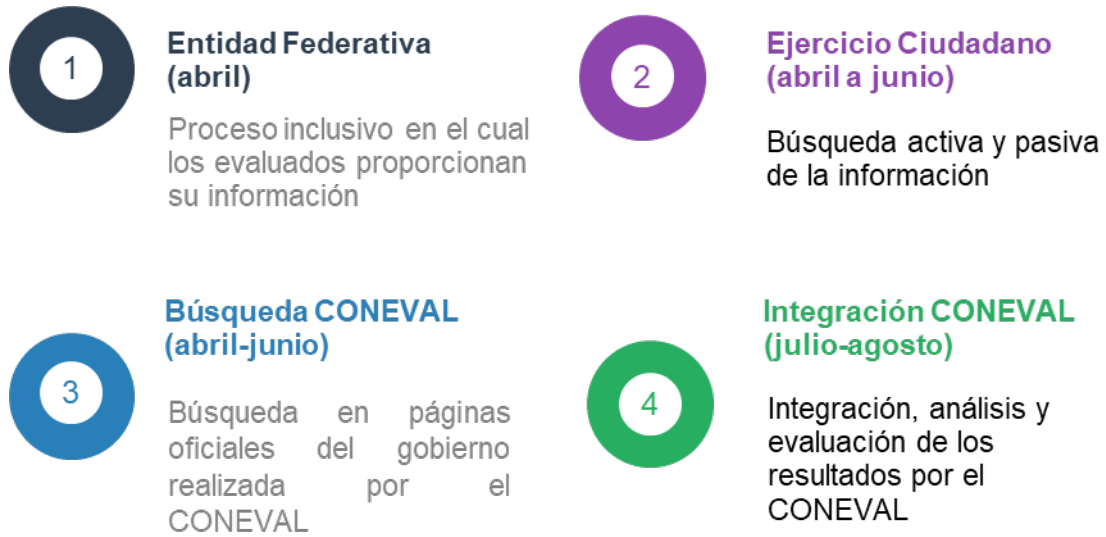 1
Entidad Federativa
(abril)
Proceso inclusivo en el cual
los evaluados proporcionan
su información
2
Ejercicio Ciudadano
(abril a junio)
Búsqueda activa y pasiva
de la información
3
Búsqueda CONEVAL
(abril-junio)
Búsqueda en páginas
oficiales del gobierno
realizada por el
CONEVAL
4
Integración CONEVAL
(julio-agosto)
Integración, análisis y
evaluación de los
resultados por el
CONEVAL